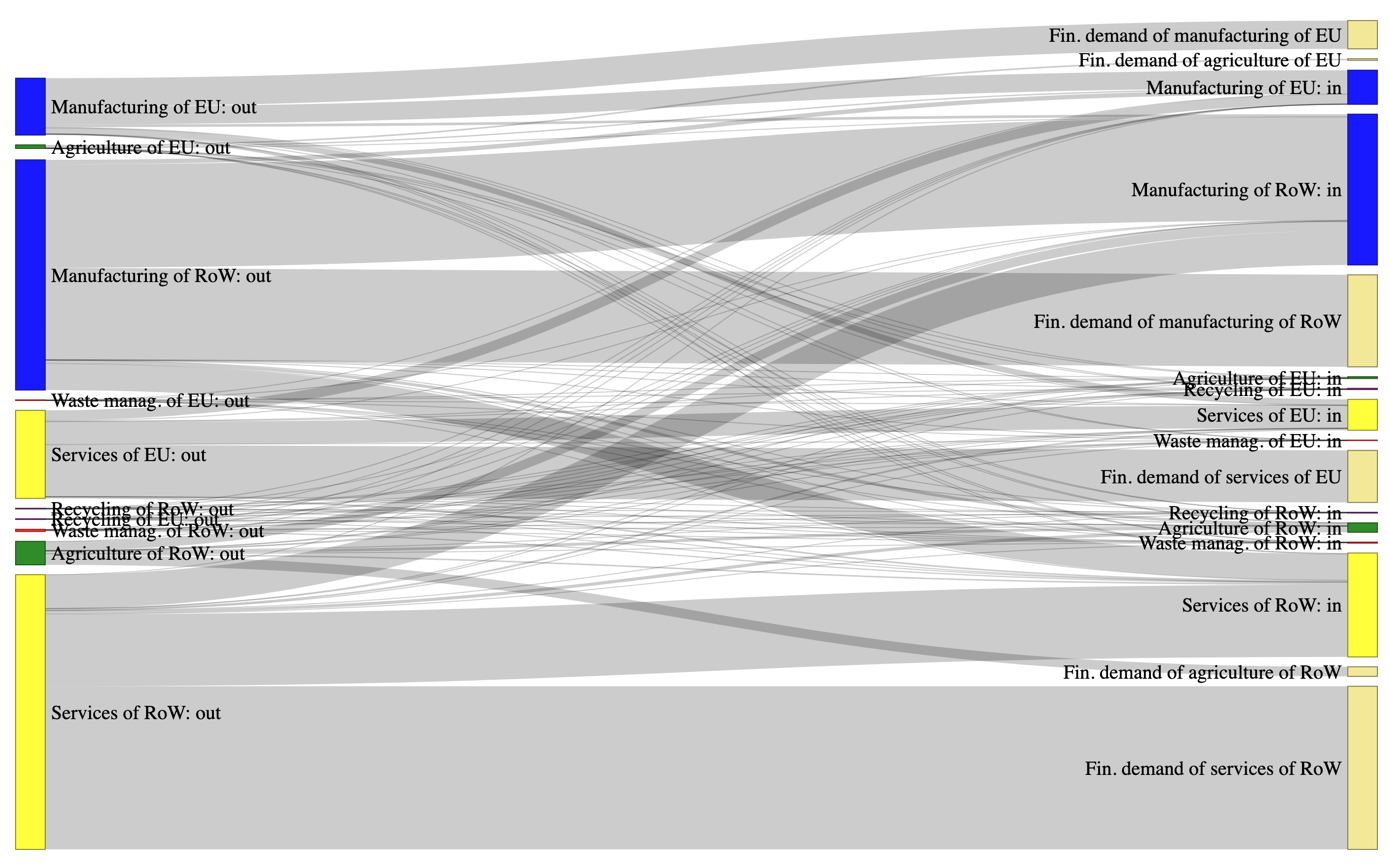 Fin. demand of manufacturing of EU
Fin. demand of agriculture of EU
Manufacturing of EU: in
Manufacturing of EU: out
Agriculture of EU: out
Manufacturing of RoW: in
Manufacturing of RoW: out
Fin. demand of manufacturing of RoW
Agriculture of EU: in
Recycling of EU: in
Waste manag. of EU: out
Services of EU: in
Waste manag. of EU: in
Services of EU: out
Fin. demand of services of EU
Recycling of RoW: out
Recycling of EU: out
Waste manag. of RoW: out
Recycling of RoW: in
Agriculture of RoW: in
Waste manag. of RoW: in
Agriculture of RoW: out
Services of RoW: in
Fin. demand of agriculture of RoW
Services of RoW: out
Fin. demand of services of RoW